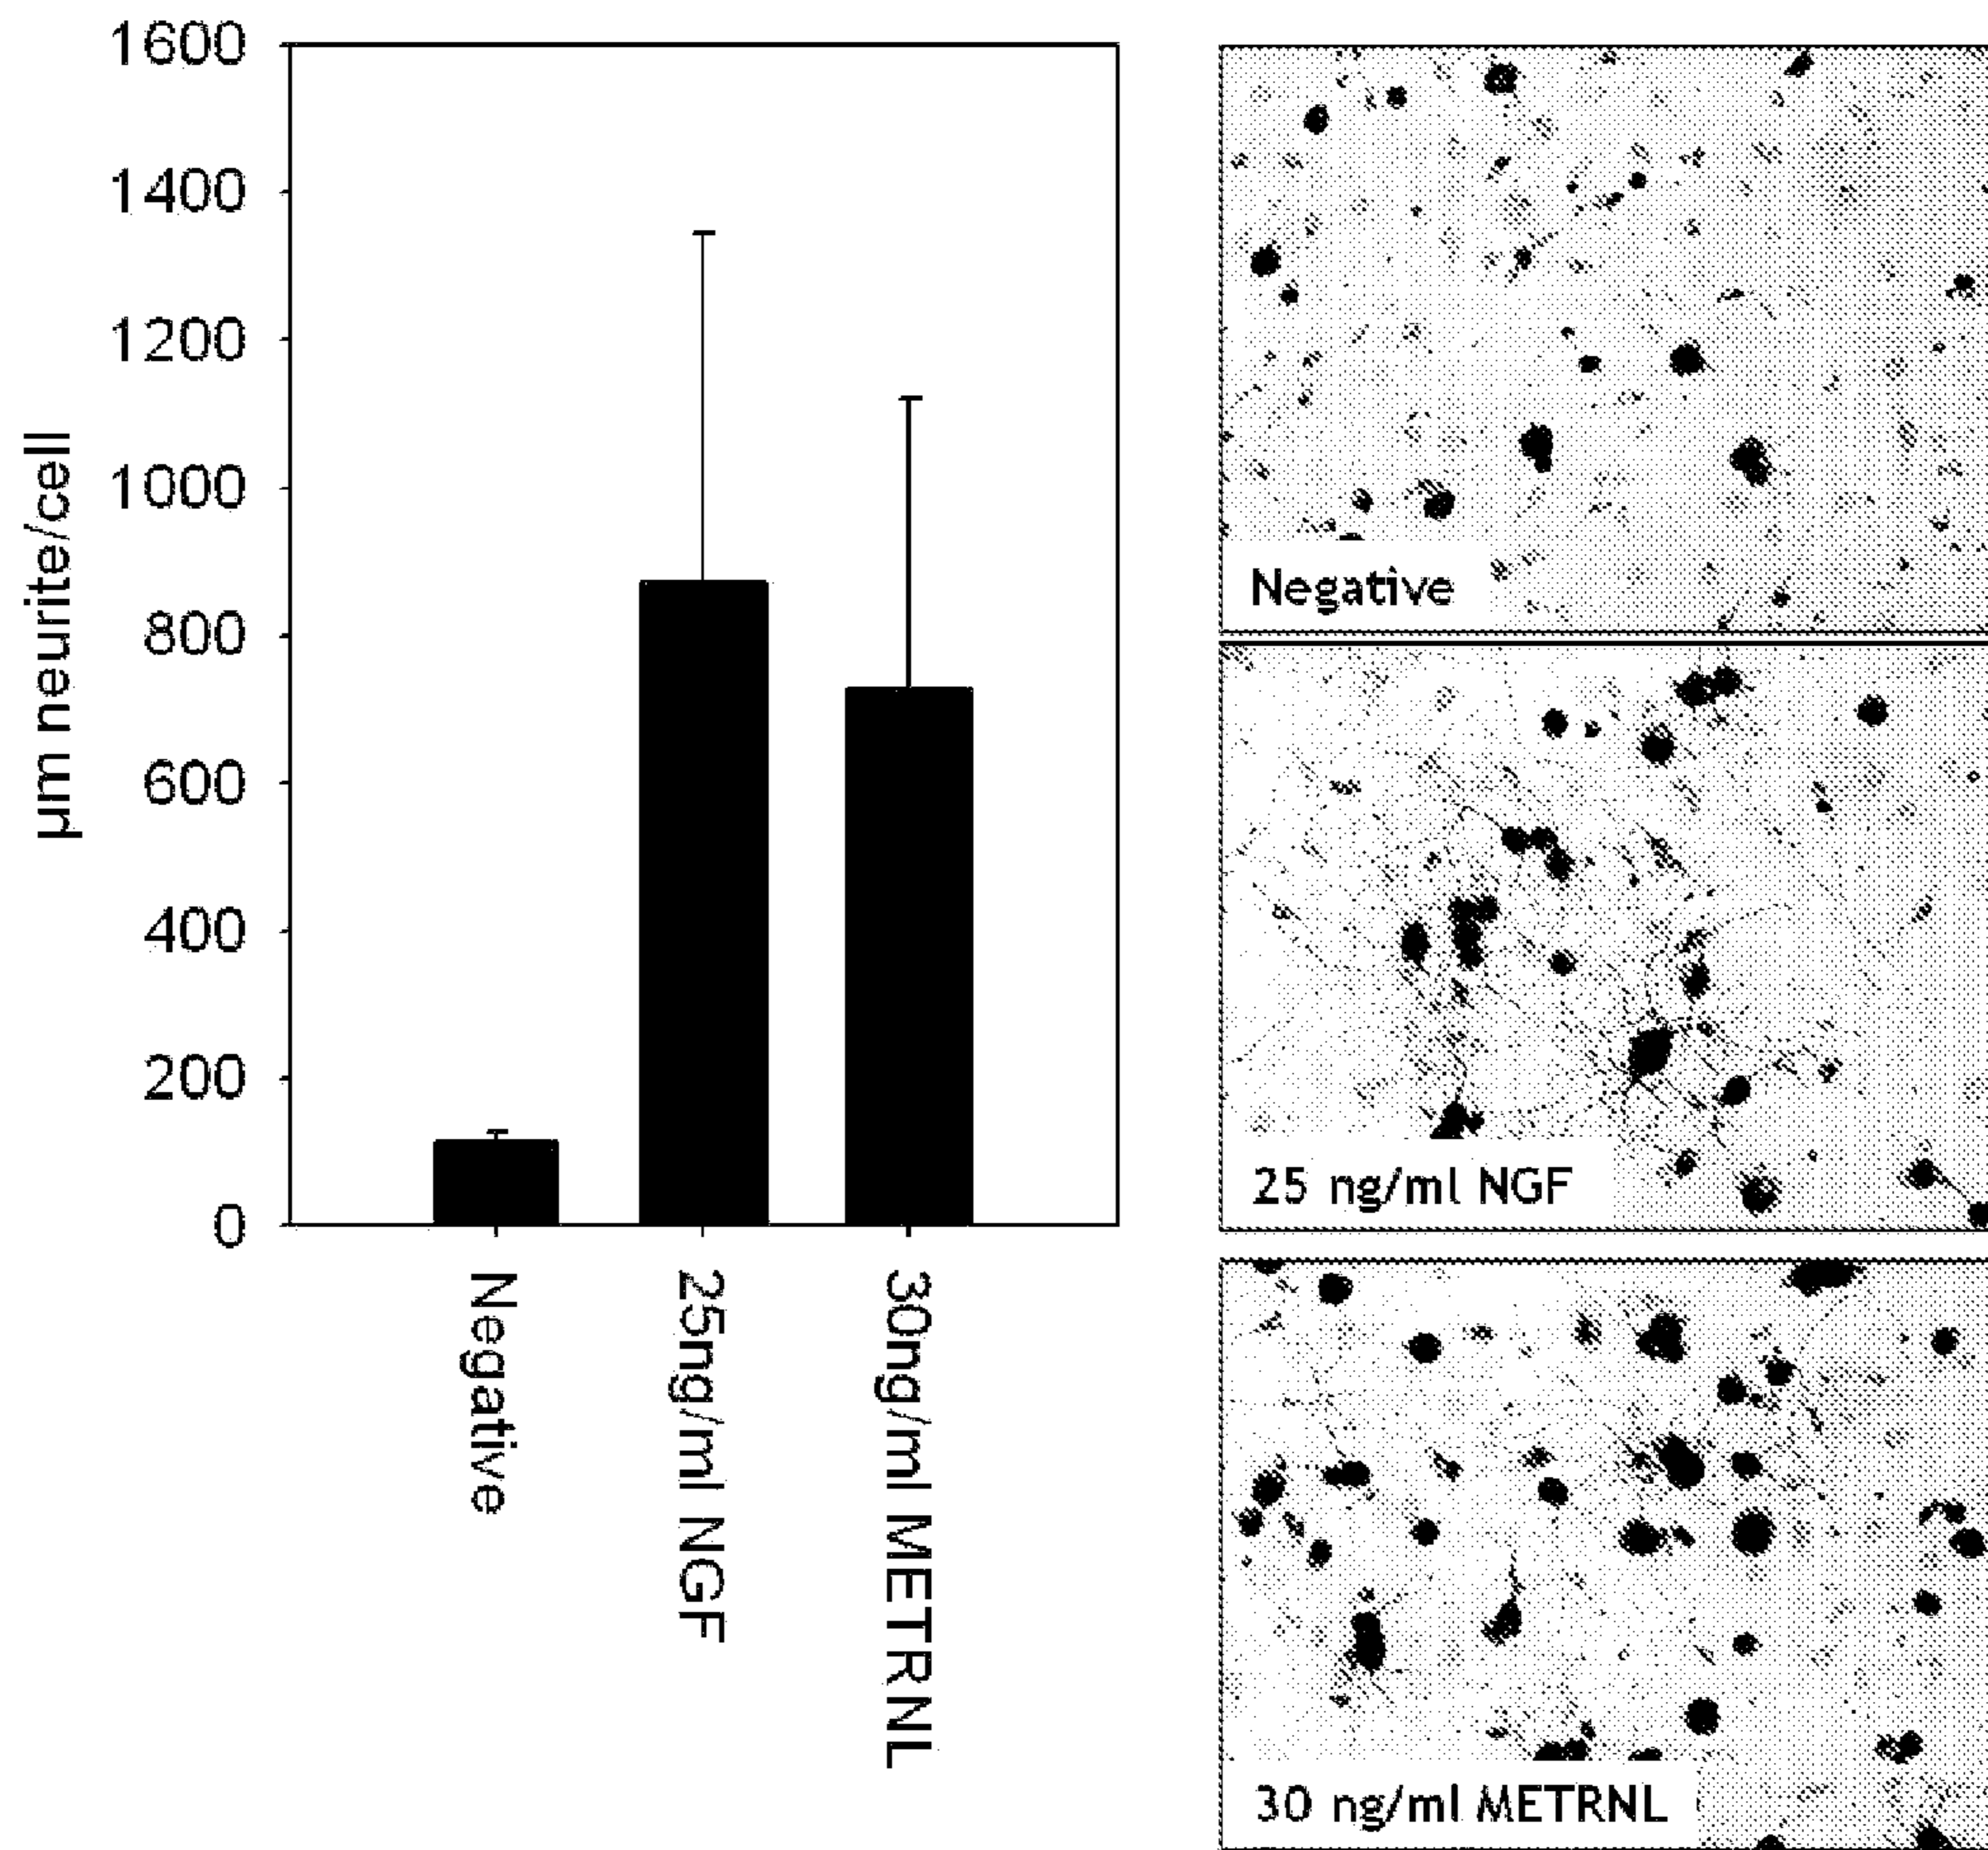 1600
1400
1200
1000
800
600
400
200
0
µm neurite/cell
Negative
25ng/ml NGF
30ng/ml METRNL
Negative
25 ng/ml NGF
30 ng/ml METRNL